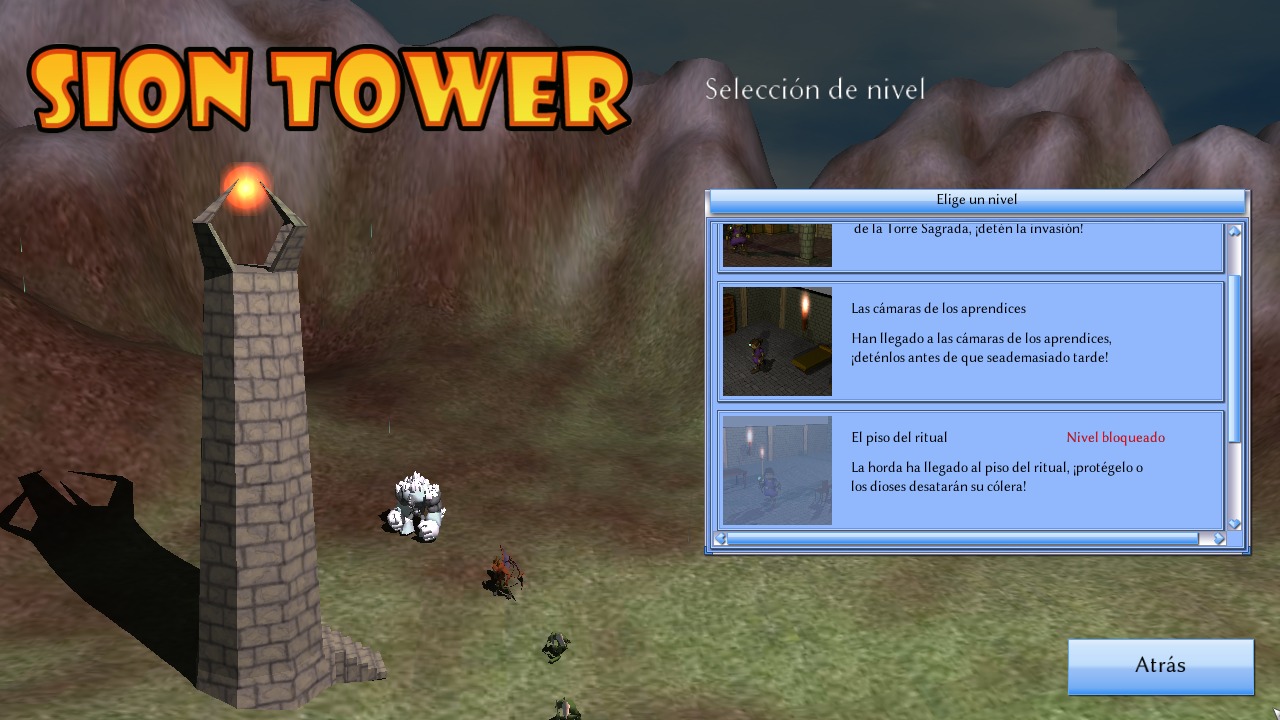 SION TOWER
Selección de nivel
Elige un nivel
de la Torre Sagrada, ¡detén la invasión!
Las cámaras de los aprendices
Han llegado a las cámaras de los aprendices,
¡deténlos antes de que seademasiado tarde!
El piso del ritual
Nivel bloqueado
La horda ha llegado al piso del ritual, ¡protégelo o
los dioses desatarán su cólera!
Atrás